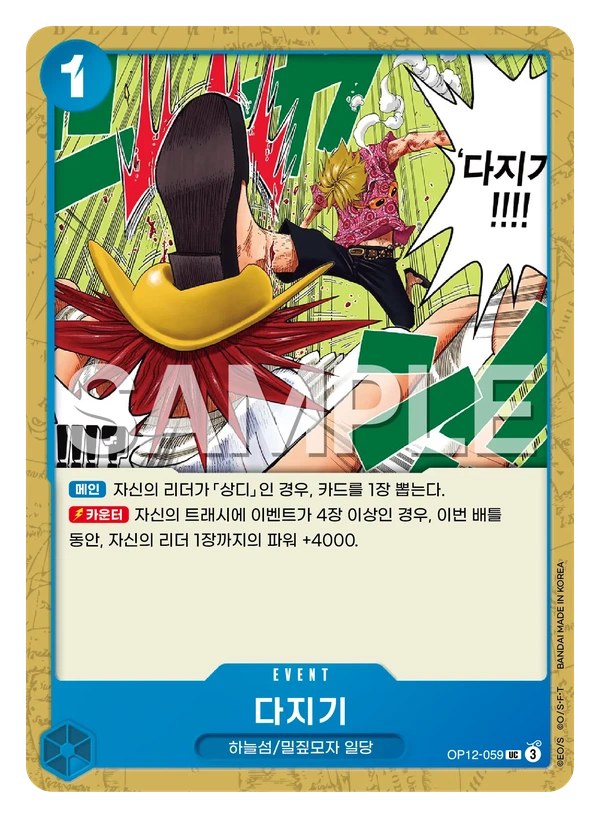 1
'다지기
!!!!
!!!?
SAMPLE
메인 자신의 리더가 「상디」인 경우, 카드를 1장 뽑는다.
카운터 자신의 트래시에 이벤트가 4장 이상인 경우, 이번 배틀
동안, 자신의 리더 1장까지의 파워 +4000.
EVENT
다지기
하늘섬/밀짚모자 일당
OP12-059 UC 3
©EO/S ©O/S·F·T BANDAI MADE IN KOREA